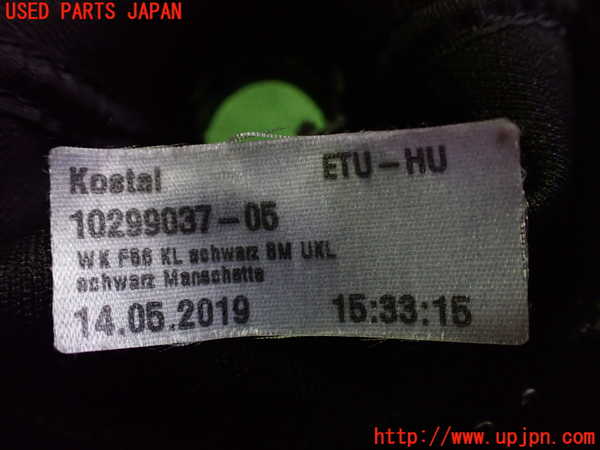 USED PARTS JAPAN
Kostal ETU-HU
10299037-05
WK F56 KL schwarz BM UKL
schwarz Manschette
14.05.2019 15:33:15
http://www.upjpn.com/